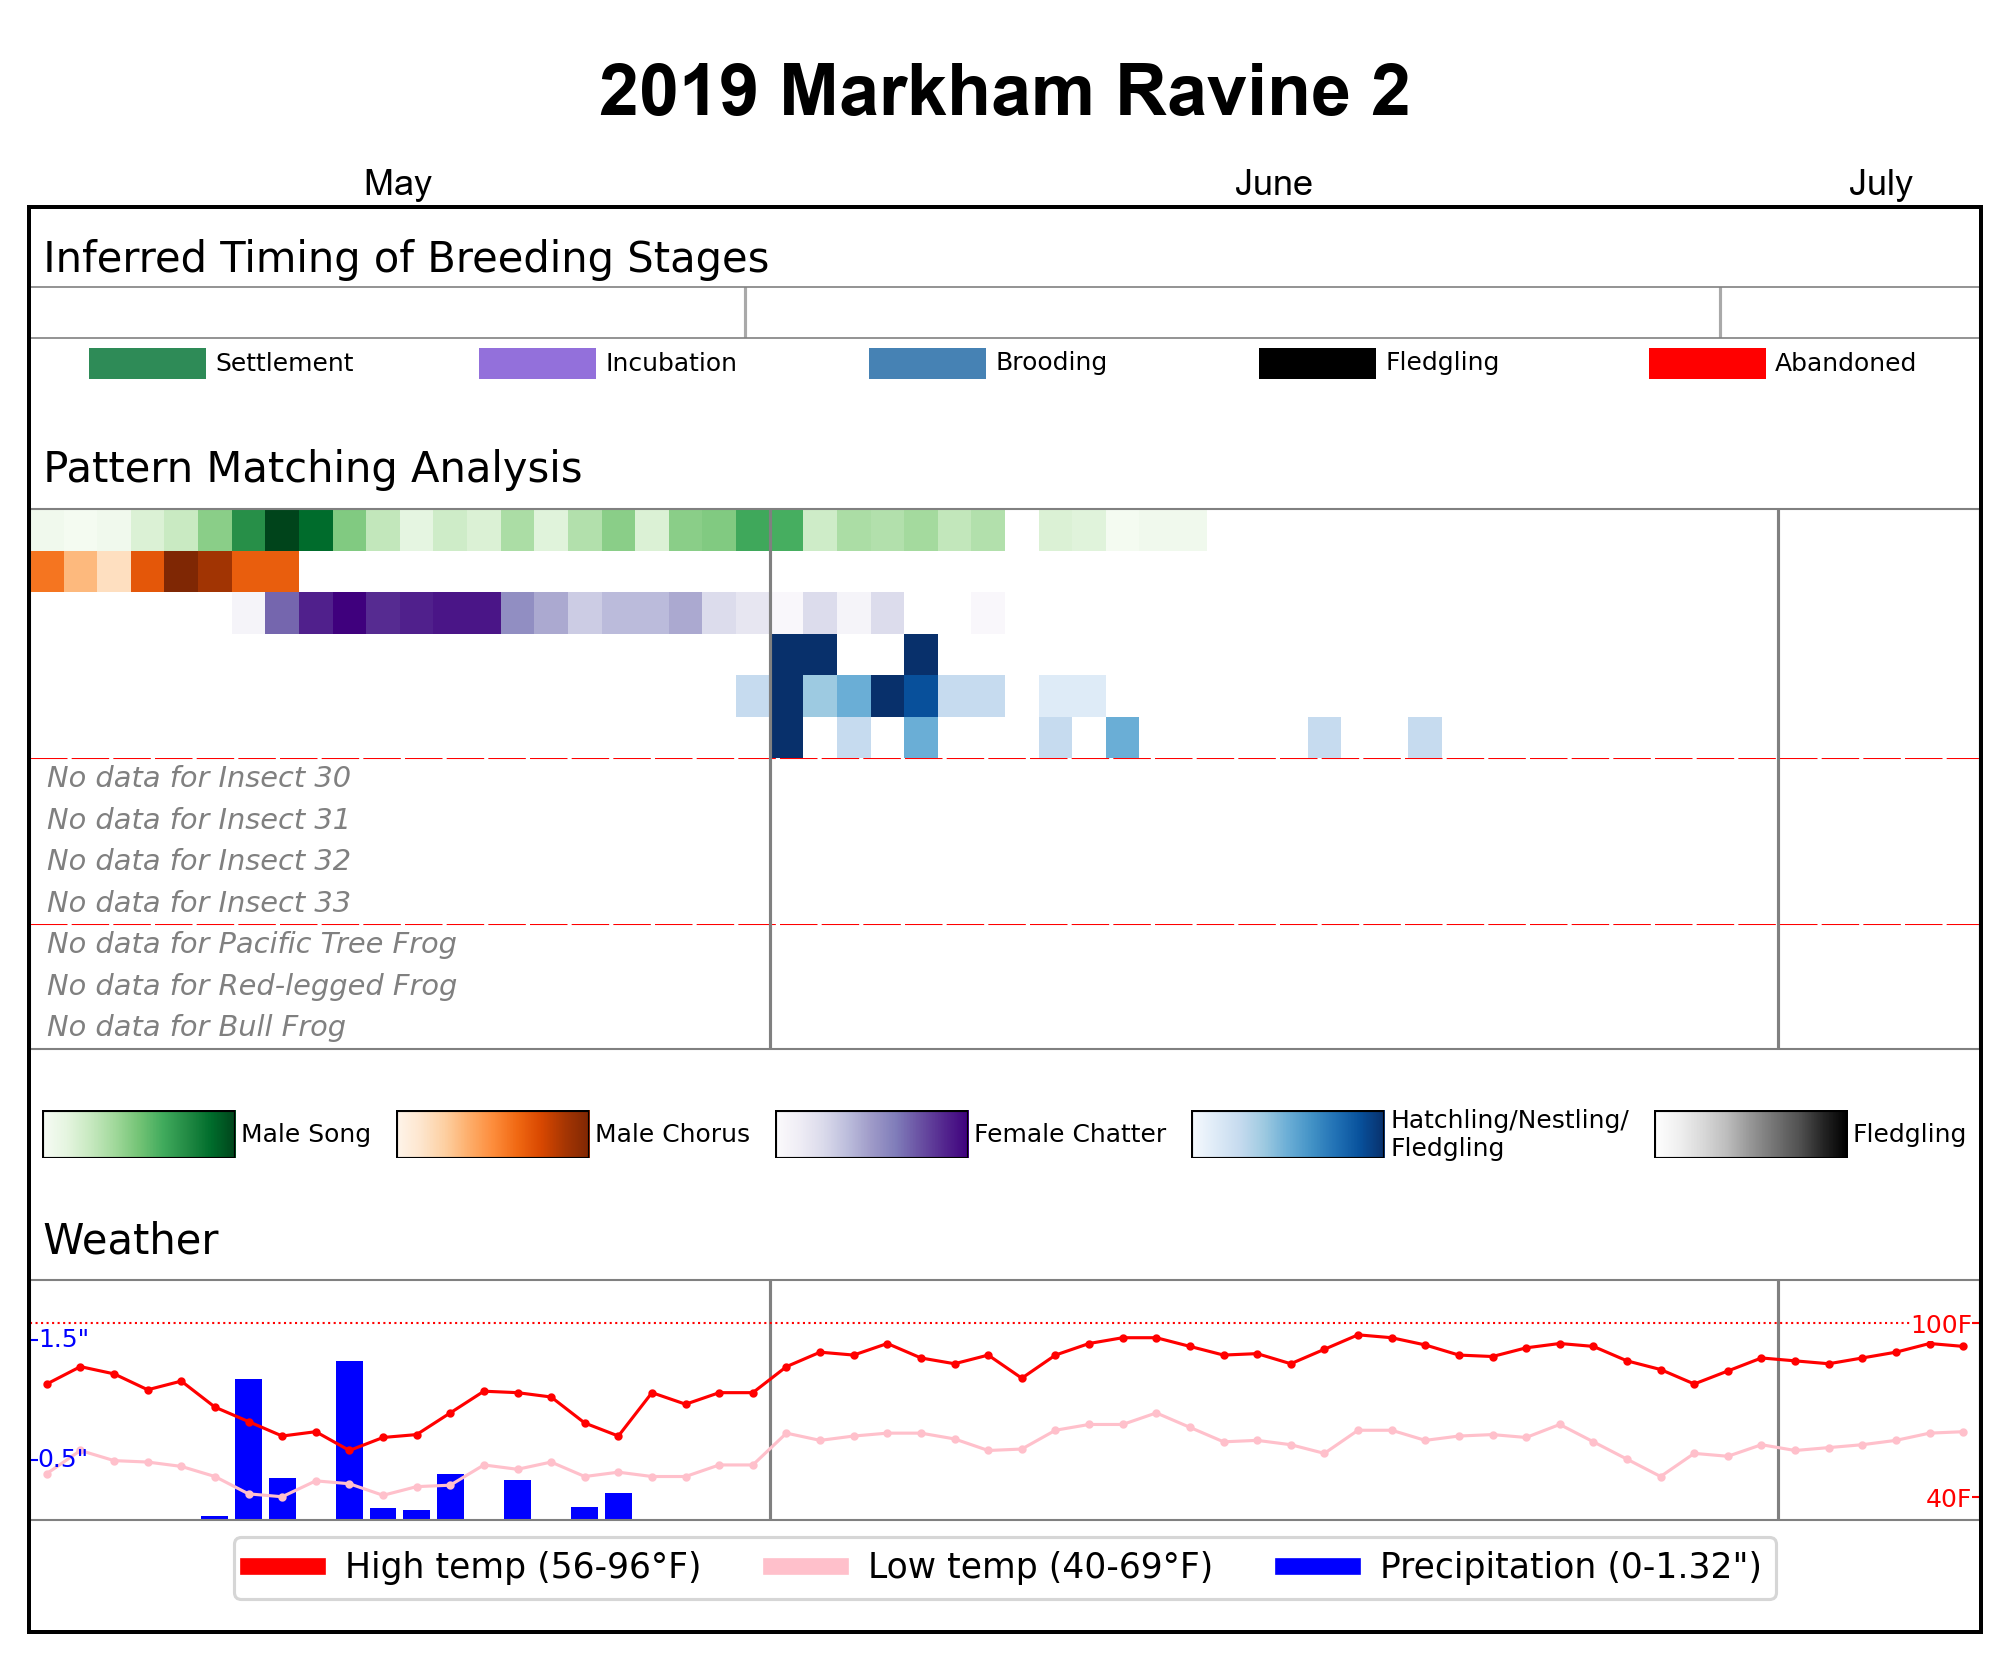 2019 Markham Ravine 2
May June July
Inferred Timing of Breeding Stages
Settlement Incubation Brooding Fledgling Abandoned
Pattern Matching Analysis
No data for Insect 30
No data for Insect 31
No data for Insect 32
No data for Insect 33
No data for Pacific Tree Frog
No data for Red-legged Frog
No data for Bull Frog
Male Song Male Chorus Female Chatter Hatchling/Nestling/
Fledgling Fledgling
Weather
1.5" 100F
0.5"
40F
High temp (56-96°F) Low temp (40-69°F) Precipitation (0-1.32")